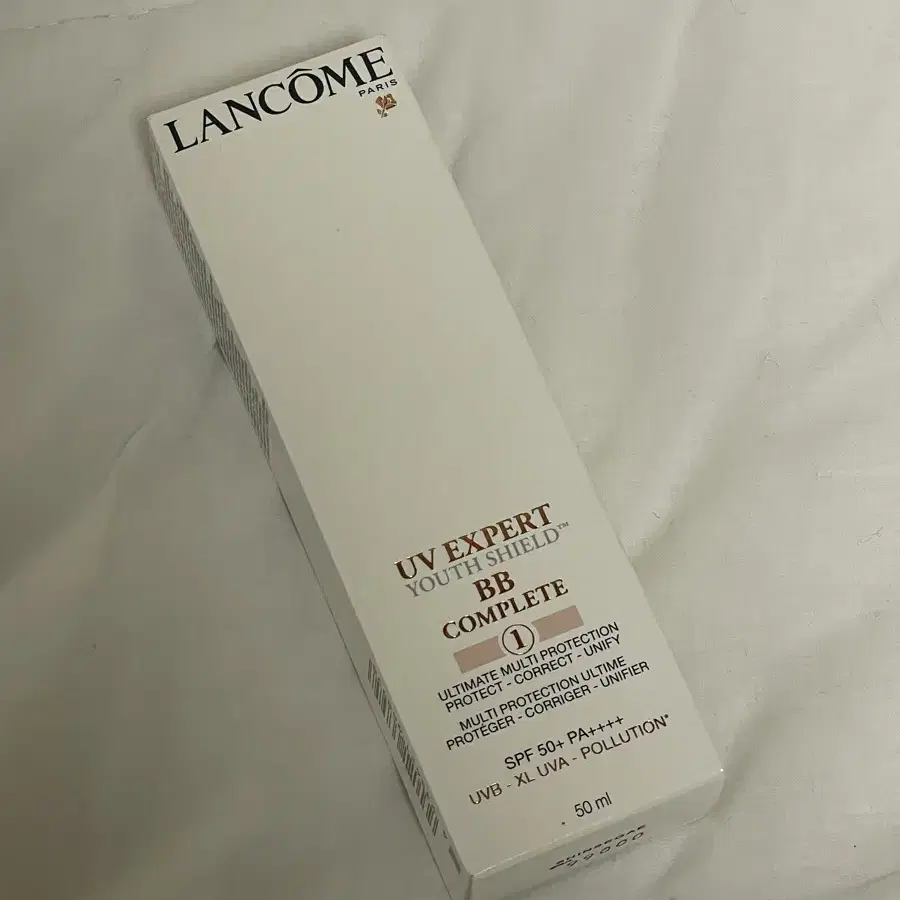 LANCÔME
PARIS
UV EXPERT
YOUTH SHIELD™
BB
COMPLETE
1
ULTIMATE MULTI PROTECTION
PROTECT - CORRECT - UNIFY
MULTI PROTECTION ULTIME
PROTÉGER - CORRIGER - UNIFIER
SPF 50+ PA++++
UVB - XL UVA - POLLUTION*
50 ml
SHINSEGAE